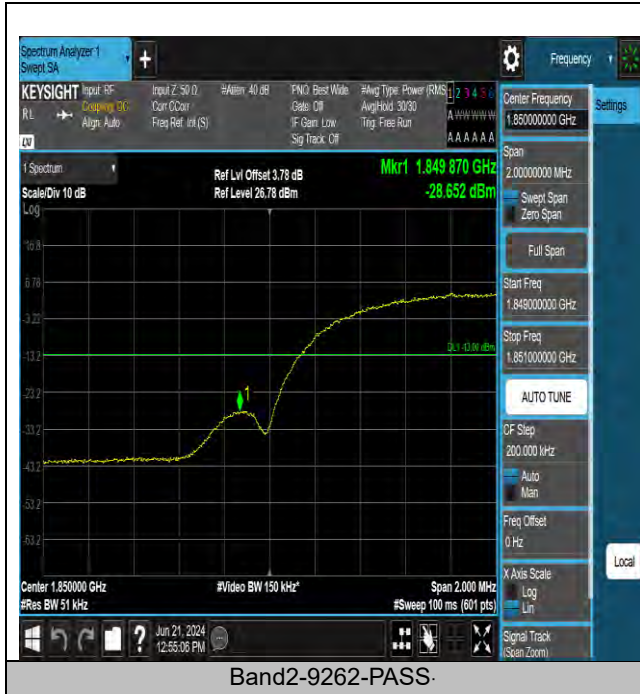 Spectrum Analyzer 1
Swept SA
+
Frequency
KEYSIGHT
RL
Input: RF
Coupling: DC
Align: Auto
Input Z: 50 Ω
Corr CCorr
Freq Ref: Int (S)
#Atten: 40 dB
PNO: Best Wide
Gate: Off
IF Gain: Low
Sig Track: Off
#Avg Type: Power (RMS)
Avg|Hold: 30/30
Trig: Free Run
1 2 3 4 5 6
A W W W W W
A A A A A A
LXI
1 Spectrum
Scale/Div 10 dB
Log
Ref Lvl Offset 3.78 dB
Ref Level 26.78 dBm
Mkr1 1.849 870 GHz
-28.652 dBm
16.8
6.78
-3.22
-13.2
-23.2
-33.2
-43.2
-53.2
-63.2
DL1 -13.00 dBm
1
Center 1.850000 GHz
#Res BW 51 kHz
#Video BW 150 kHz*
Span 2.000 MHz
#Sweep 100 ms (601 pts)
Center Frequency
1.850000000 GHz
Settings
Span
2.00000000 MHz
Swept Span
Zero Span
Full Span
Start Freq
1.849000000 GHz
Stop Freq
1.851000000 GHz
AUTO TUNE
CF Step
200.000 kHz
Auto
Man
Freq Offset
0 Hz
X Axis Scale
Log
Lin
Signal Track
(Span Zoom)
Local
?
Jun 21, 2024
12:55:06 PM
Band2-9262-PASS